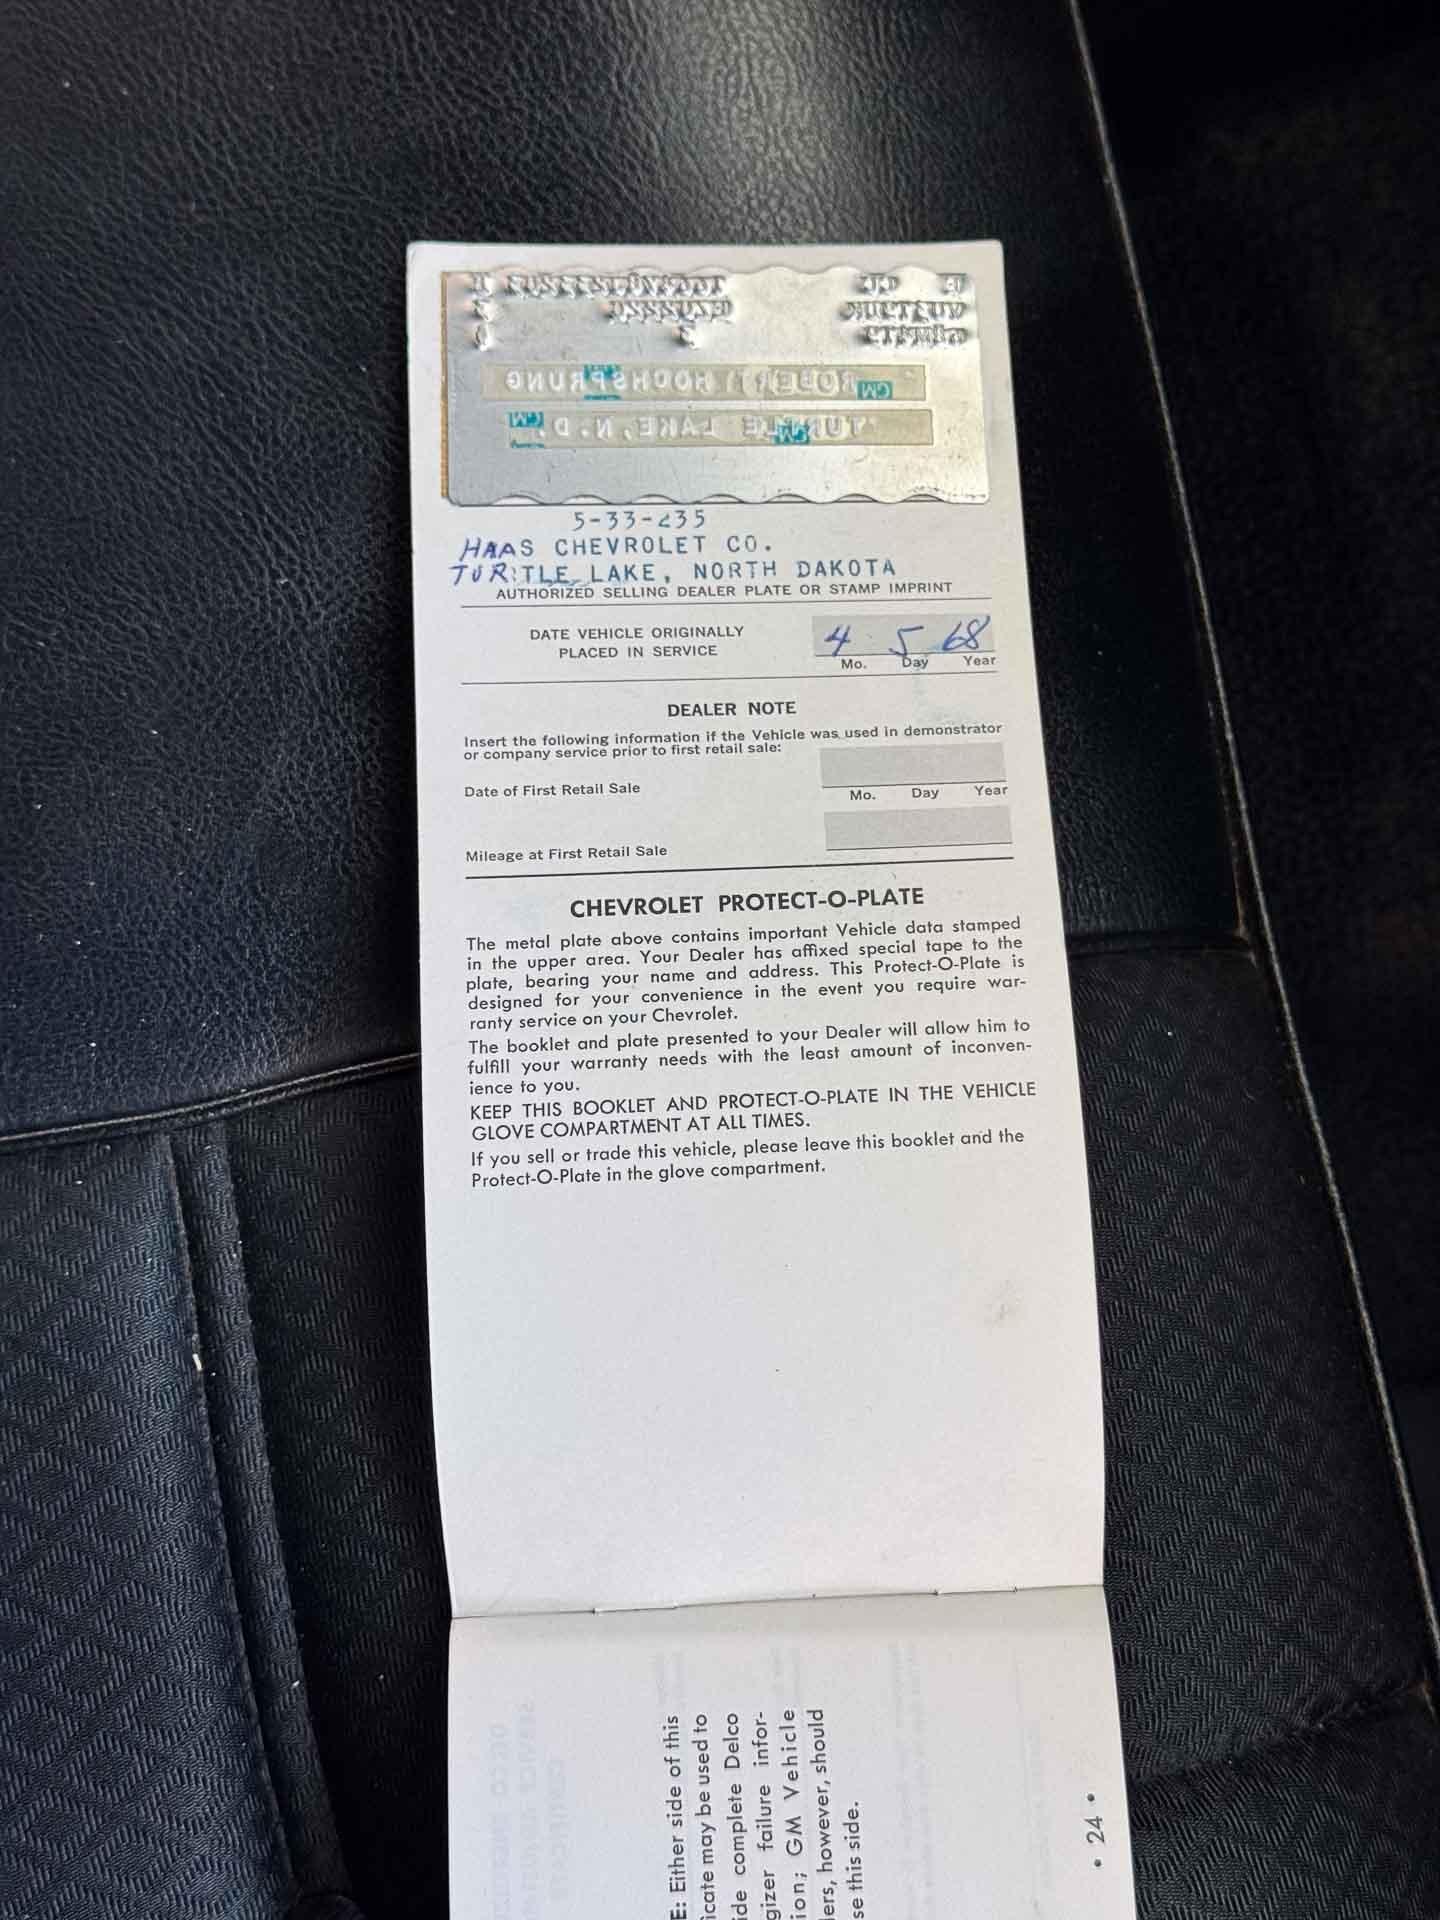 ROBERT HOCHSPRUNG
GM
TURTLE LAKE, N.D.
GM
GM
5-33-235
HAAS CHEVROLET CO.
TURTLE LAKE, NORTH DAKOTA
AUTHORIZED SELLING DEALER PLATE OR STAMP IMPRINT
DATE VEHICLE ORIGINALLY
PLACED IN SERVICE
4 5 68
Mo. Day Year
DEALER NOTE
Insert the following information if the Vehicle was used in demonstrator
or company service prior to first retail sale:
Date of First Retail Sale
Mo. Day Year
Mileage at First Retail Sale
CHEVROLET PROTECT-O-PLATE
The metal plate above contains important Vehicle data stamped
in the upper area. Your Dealer has affixed special tape to the
plate, bearing your name and address. This Protect-O-Plate is
designed for your convenience in the event you require war-
ranty service on your Chevrolet.
The booklet and plate presented to your Dealer will allow him to
fulfill your warranty needs with the least amount of inconven-
ience to you.
KEEP THIS BOOKLET AND PROTECT-O-PLATE IN THE VEHICLE
GLOVE COMPARTMENT AT ALL TIMES.
If you sell or trade this vehicle, please leave this booklet and the
Protect-O-Plate in the glove compartment.
E: Either side of this
icate may be used to
ide complete Delco
gizer failure infor-
ion; GM Vehicle
lers, however, should
se this side.
• 24 •